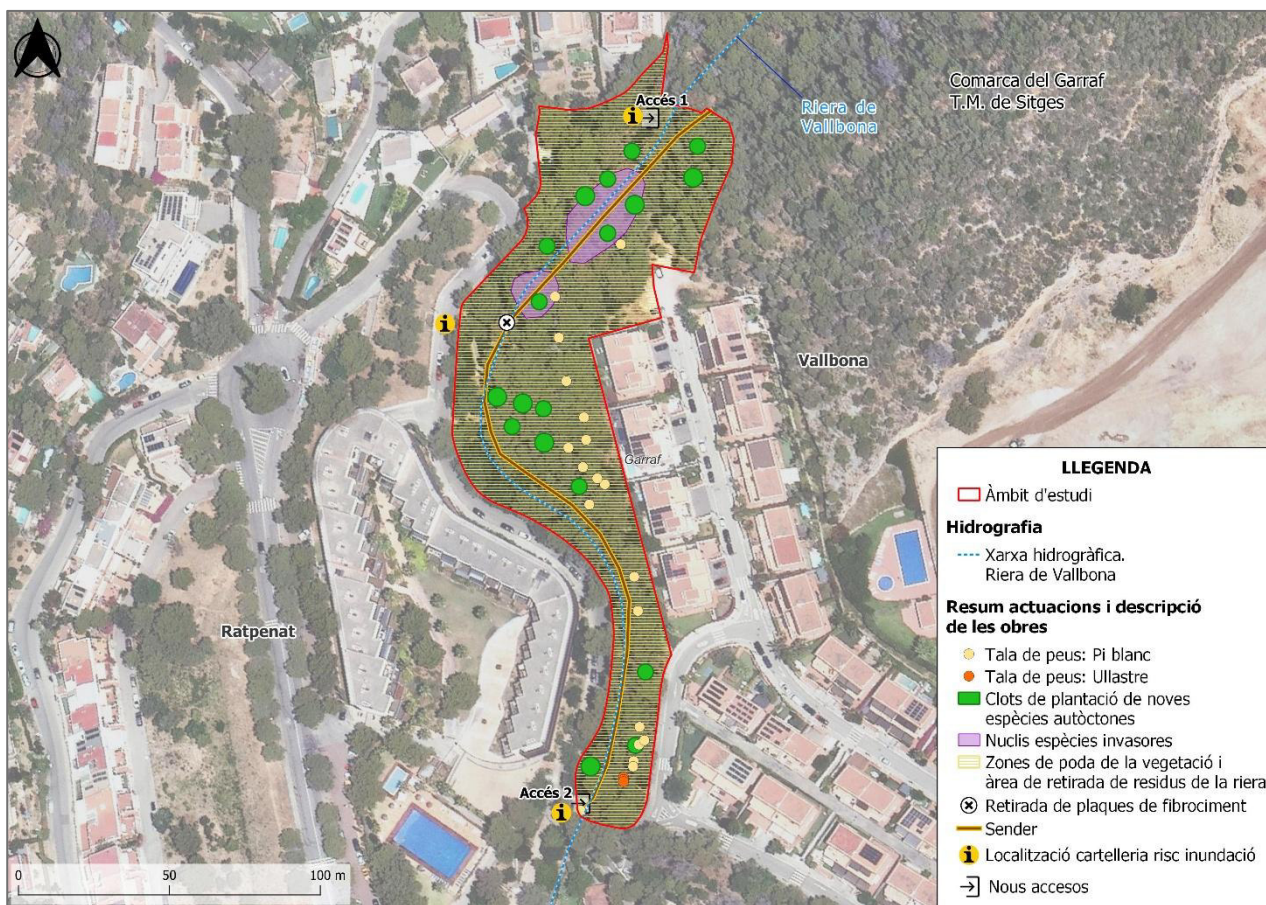 Accés 1
Comarca del Garraf
T.M. de Sitges
Riera de
Vallbona
Vallbona
Garraf
Ratpenat
Accés 2
0 50 100 m
LLEGENDA
Àmbit d'estudi
Hidrografia
Xarxa hidrogràfica.
Riera de Vallbona
Resum actuacions i descripció
de les obres
Tala de peus: Pi blanc
Tala de peus: Ullastre
Clots de plantació de noves
espècies autòctones
Nuclis espècies invasores
Zones de poda de la vegetació i
àrea de retirada de residus de la riera
Retirada de plaques de fibrociment
Sender
Localització cartelleria risc inundació
Nous accesos